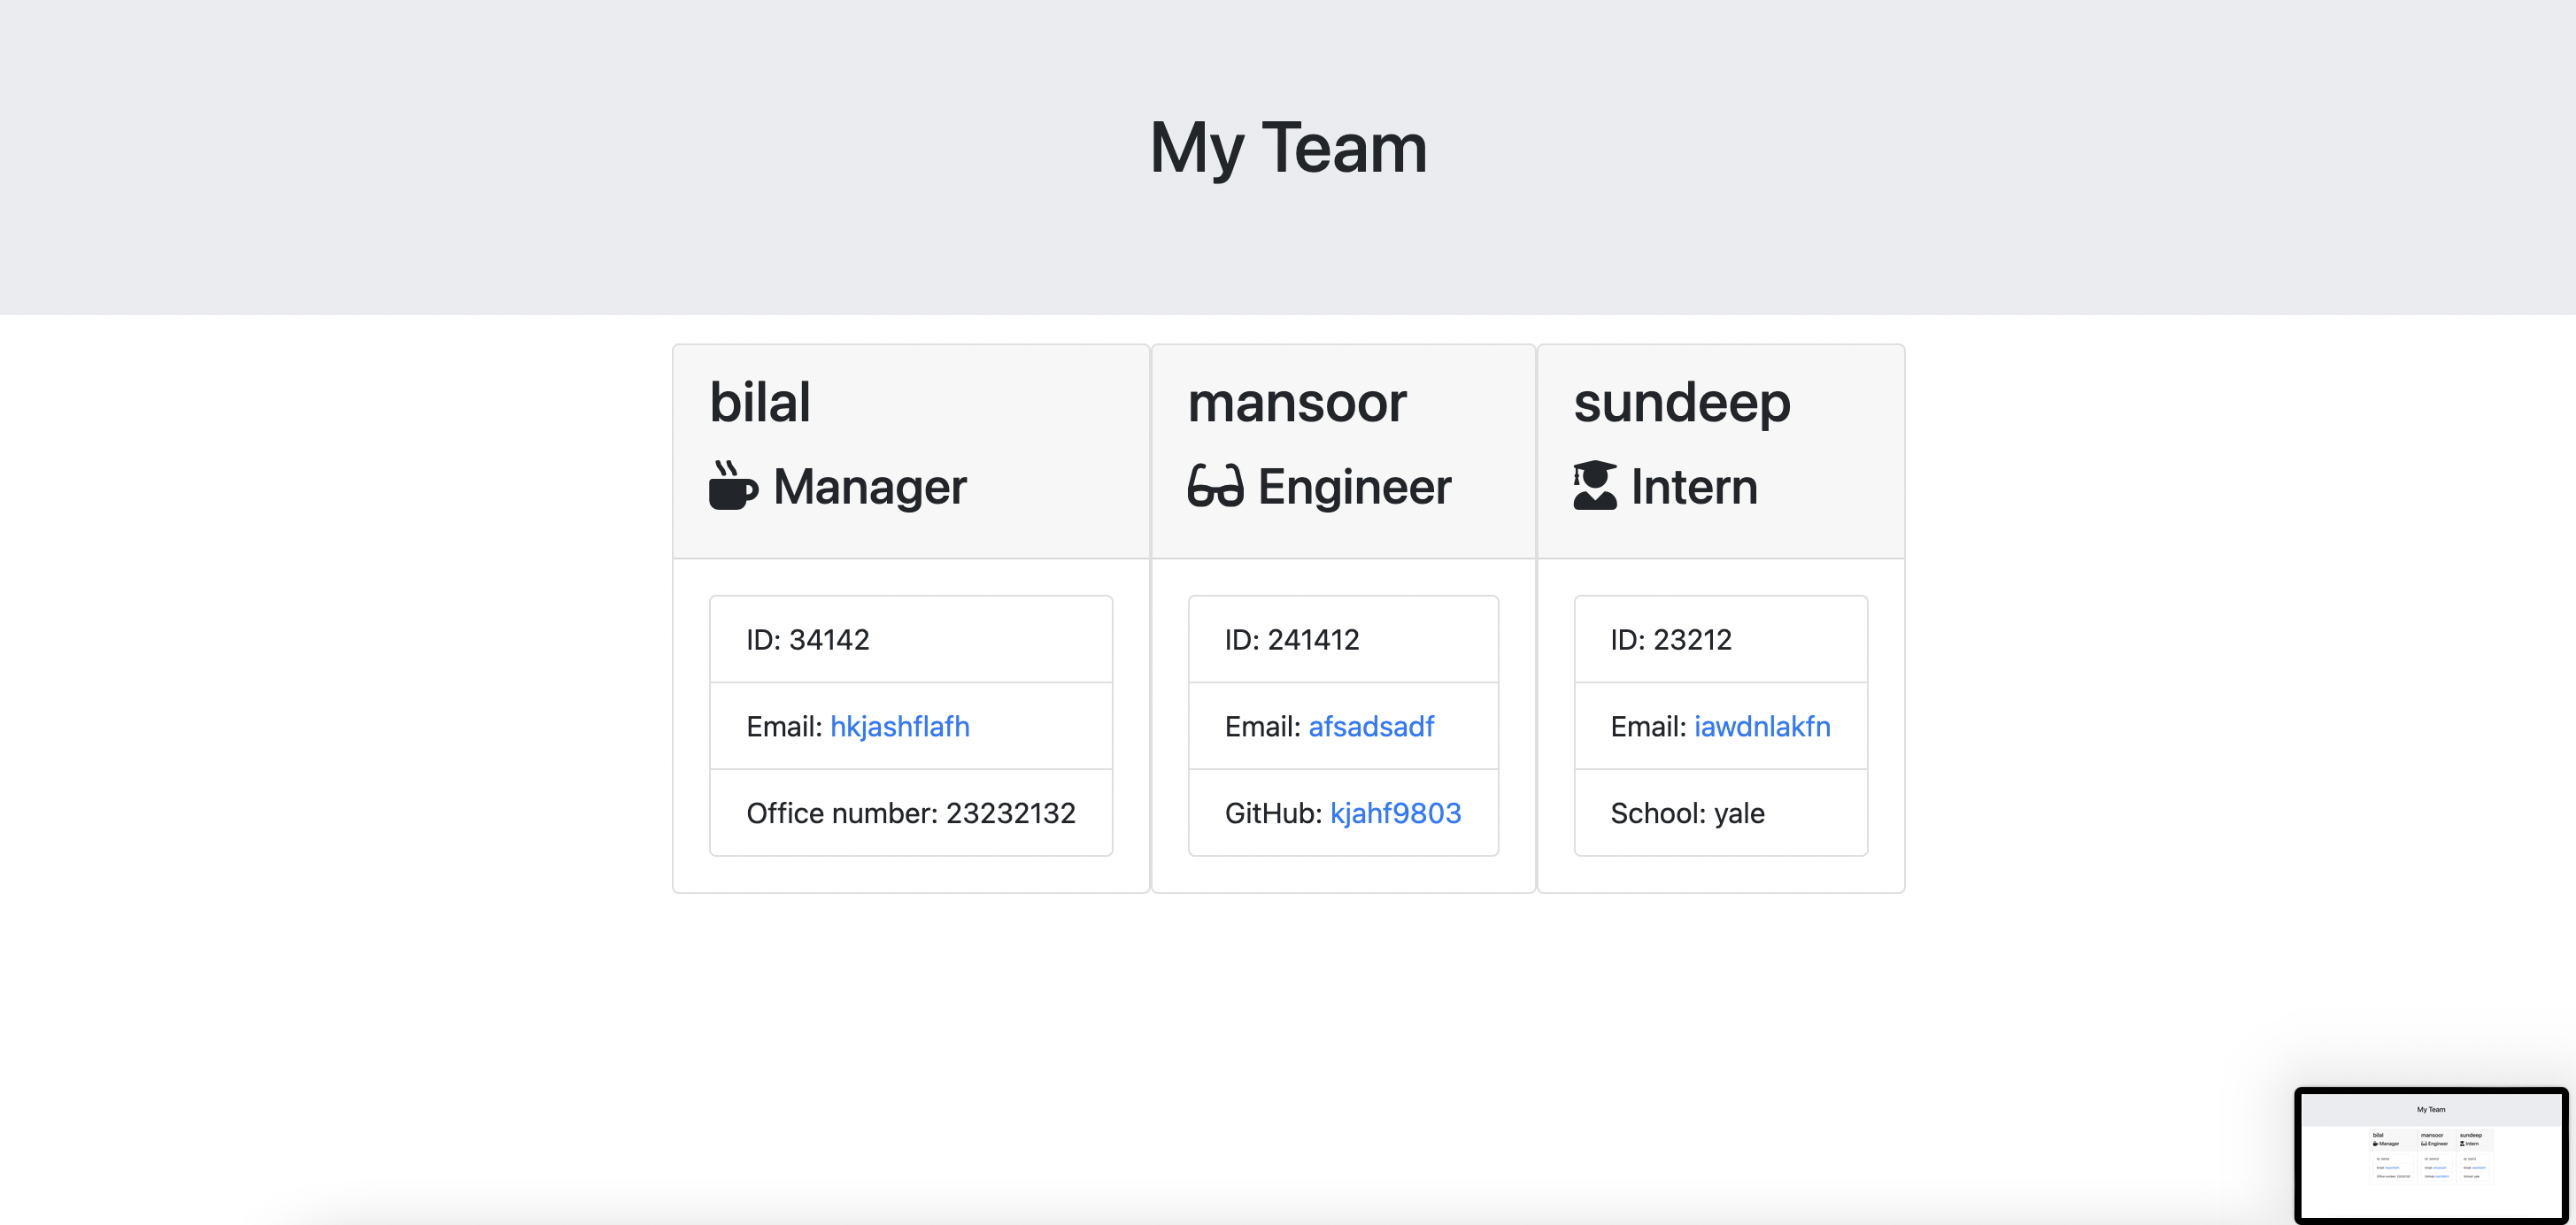 My Team
bilal
Manager
ID: 34142
Email: hkjashflafh
Office number: 23232132
mansoor
Engineer
ID: 241412
Email: afsadsadf
GitHub: kjahf9803
sundeep
Intern
ID: 23212
Email: iawdnlakfn
School: yale
My Team
bilal
Manager
mansoor
Engineer
sundeep
Intern